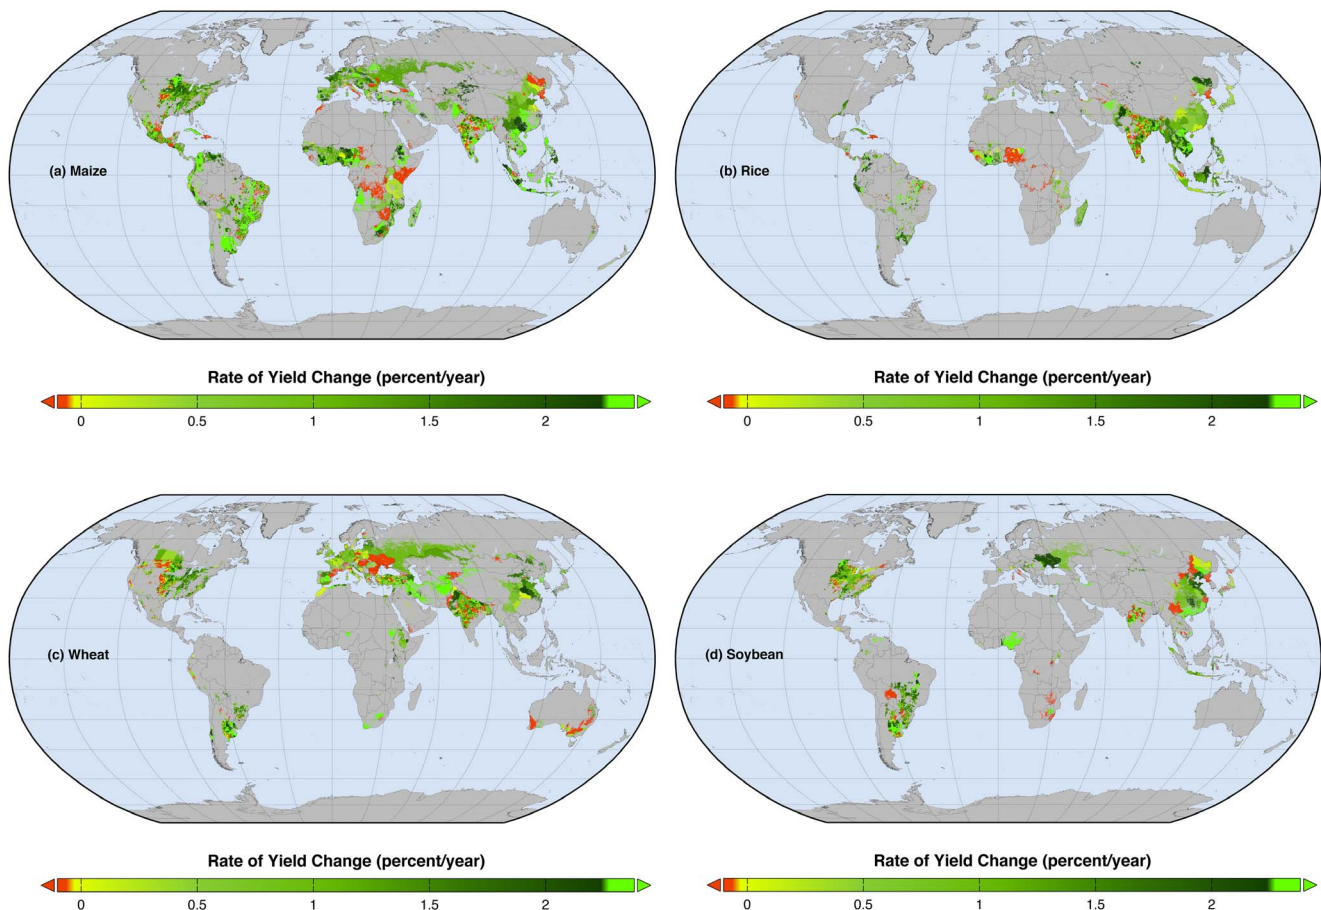 (a) Maize
(b) Rice
Rate of Yield Change (percent/year)
0 0.5 1 1.5 2
Rate of Yield Change (percent/year)
0 0.5 1 1.5 2
(c) Wheat
(d) Soybean
Rate of Yield Change (percent/year)
0 0.5 1 1.5 2
Rate of Yield Change (percent/year)
0 0.5 1 1.5 2